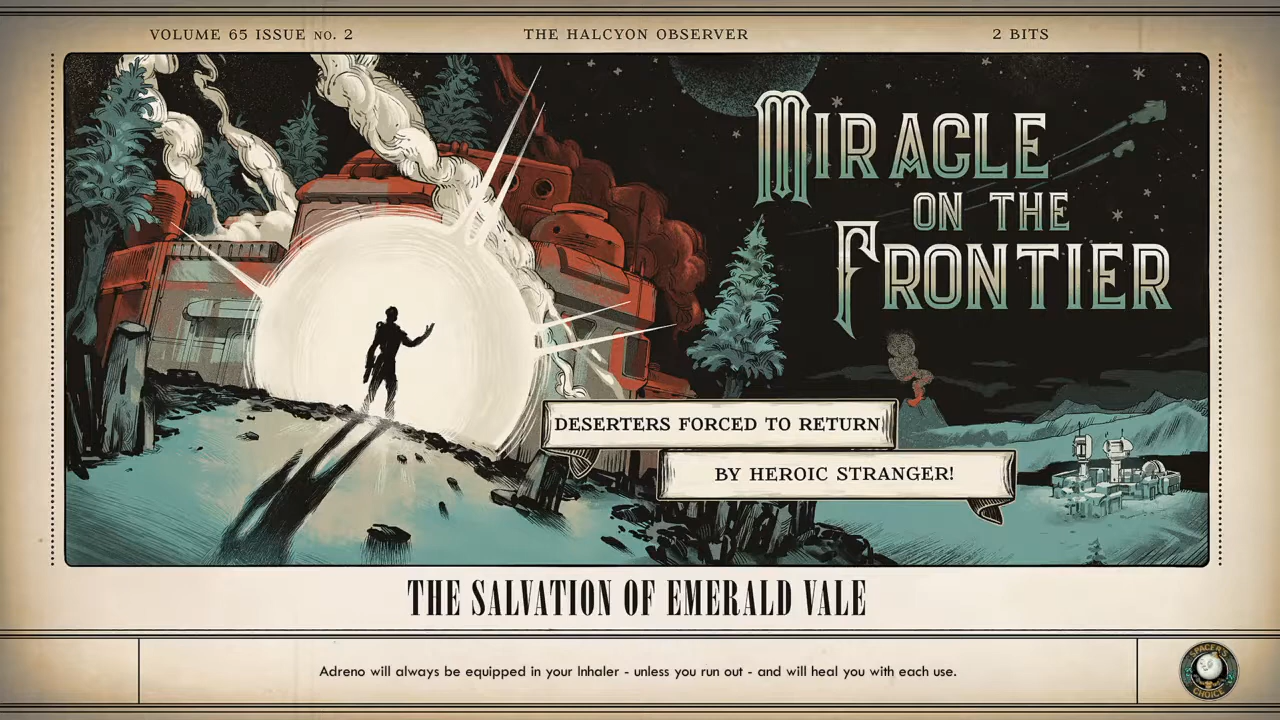 VOLUME 65 ISSUE NO. 2
THE HALCYON OBSERVER
2 BITS
MIRACLE
ON THE
FRONTIER
DESERTERS FORCED TO RETURN
BY HEROIC STRANGER!
THE SALVATION OF EMERALD VALE
Adreno will always be equipped in your Inhaler - unless you run out - and will heal you with each use.
SPACER'S
CHOICE